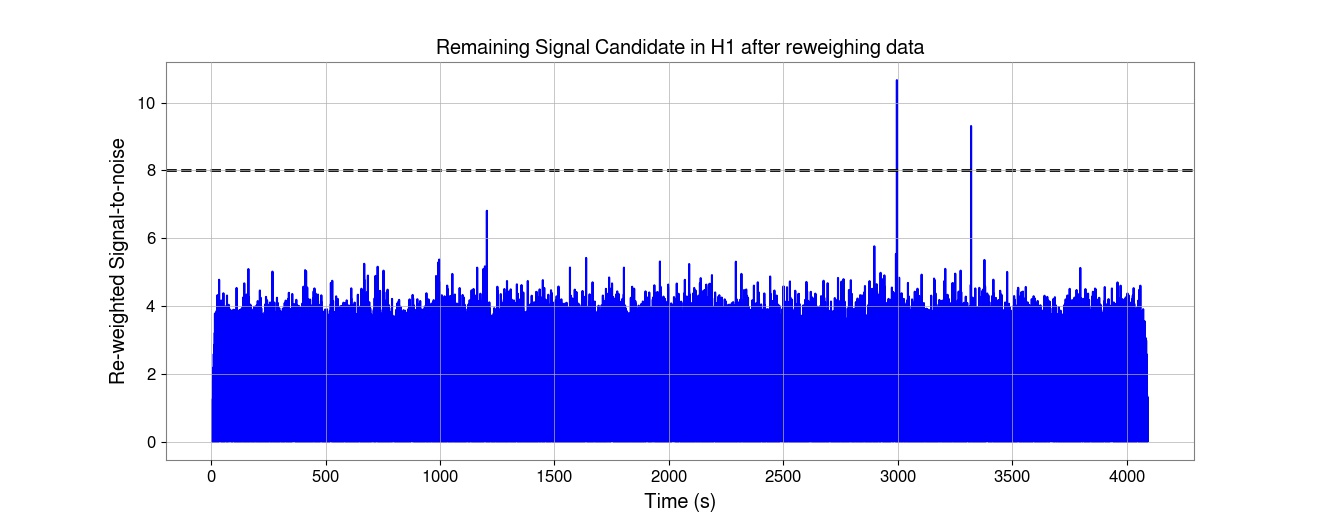 Remaining Signal Candidate in H1 after reweighing data
Re-weighted Signal-to-noise
10
8
6
4
2
0
0 500 1000 1500 2000 2500 3000 3500 4000
Time (s)